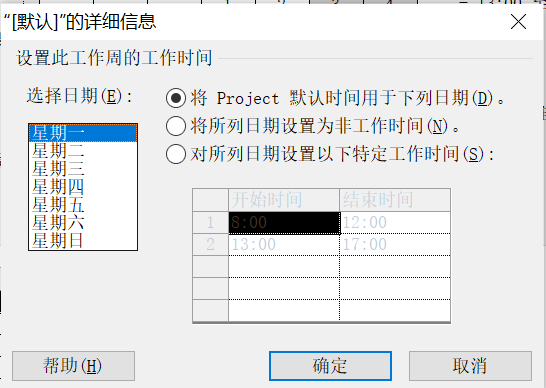 “[默认]”的详细信息
设置此工作周的工作时间
选择日期(E):
星期一
星期二
星期三
星期四
星期五
星期六
星期日
将 Project 默认时间用于下列日期(D)。
将所列日期设置为非工作时间(N)。
对所列日期设置以下特定工作时间(S):
开始时间 结束时间
1 8:00 12:00
2 13:00 17:00
帮助(H) 确定 取消